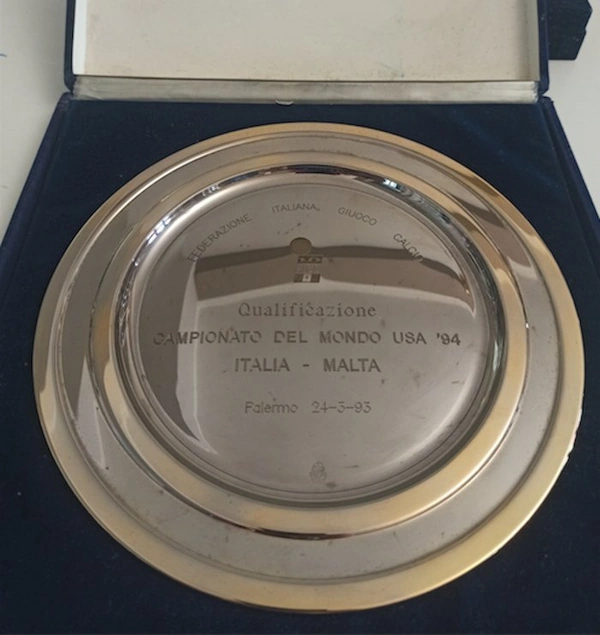 FEDERAZIONE ITALIANA GIUOCO CALCIO
Qualificazione
CAMPIONATO DEL MONDO USA '94
ITALIA - MALTA
Palermo 24-3-93